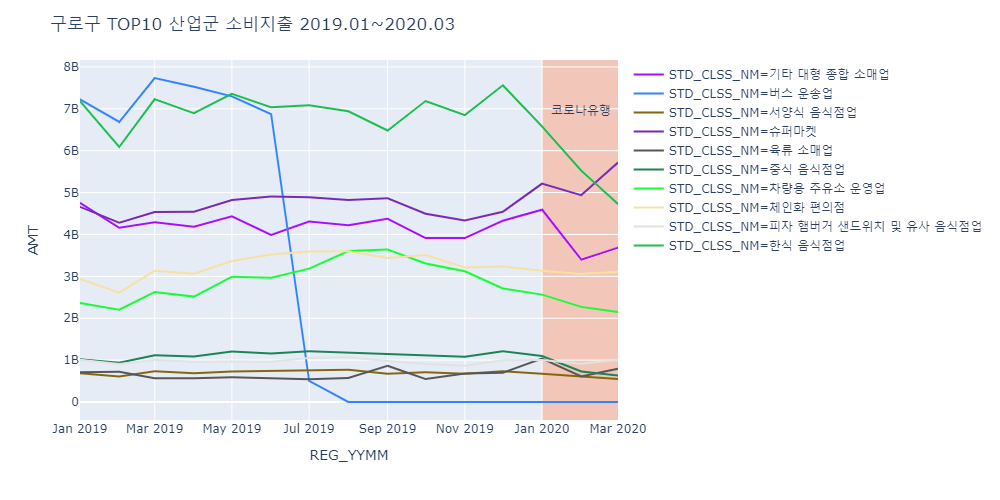 구로구 TOP10 산업군 소비지출 2019.01~2020.03
8B
7B
6B
5B
4B
3B
2B
1B
0
AMT
코로나유행
Jan 2019
Mar 2019
May 2019
Jul 2019
Sep 2019
Nov 2019
Jan 2020
Mar 2020
REG_YYMM
STD_CLSS_NM=기타 대형 종합 소매업
STD_CLSS_NM=버스 운송업
STD_CLSS_NM=서양식 음식점업
STD_CLSS_NM=슈퍼마켓
STD_CLSS_NM=육류 소매업
STD_CLSS_NM=중식 음식점업
STD_CLSS_NM=차량용 주유소 운영업
STD_CLSS_NM=체인화 편의점
STD_CLSS_NM=피자 햄버거 샌드위치 및 유사 음식점업
STD_CLSS_NM=한식 음식점업